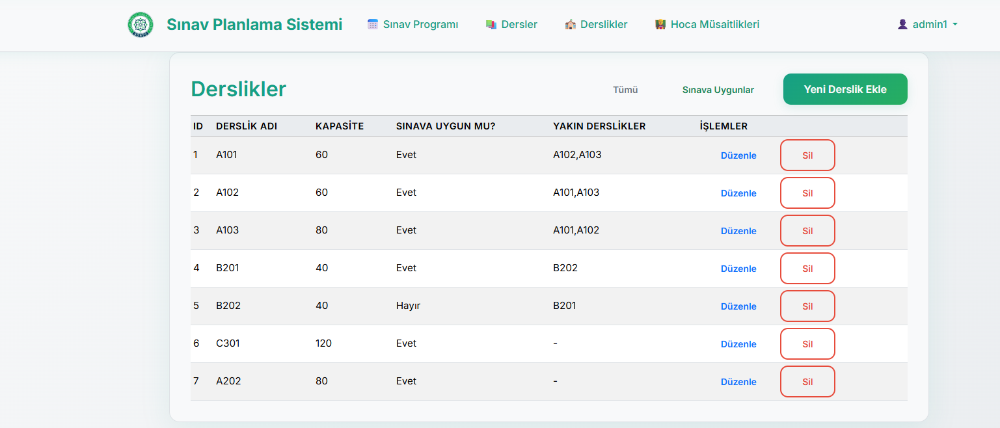 Sınav Planlama Sistemi Sınav Programı Dersler Derslikler Hoca Müsaitlikleri admin1
Derslikler Tümü Sınava Uygunlar Yeni Derslik Ekle
ID DERSLİK ADI KAPASİTE SINAVA UYGUN MU? YAKIN DERSLİKLER İŞLEMLER
1 A101 60 Evet A102,A103 Düzenle Sil
2 A102 60 Evet A101,A103 Düzenle Sil
3 A103 80 Evet A101,A102 Düzenle Sil
4 B201 40 Evet B202 Düzenle Sil
5 B202 40 Hayır B201 Düzenle Sil
6 C301 120 Evet - Düzenle Sil
7 A202 80 Evet - Düzenle Sil